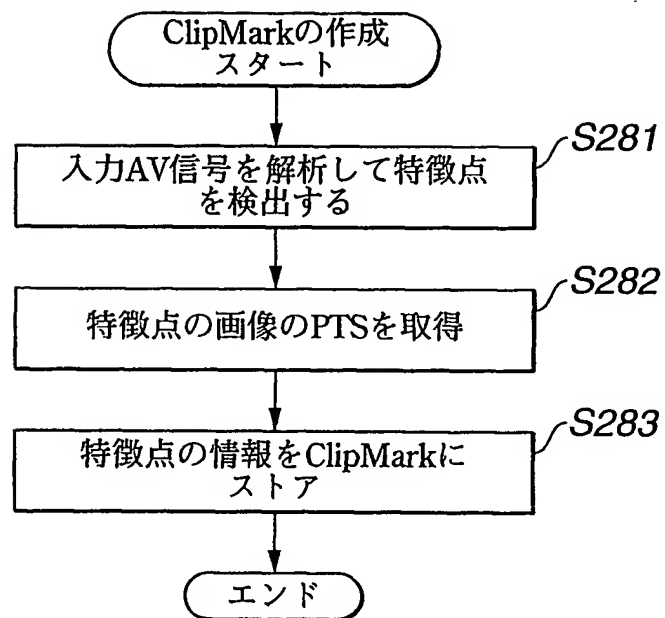 ClipMarkの作成
スタート
S281
入力AV信号を解析して特徴点
を検出する
S282
特徴点の画像のPTSを取得
S283
特徴点の情報をClipMarkに
ストア
エンド